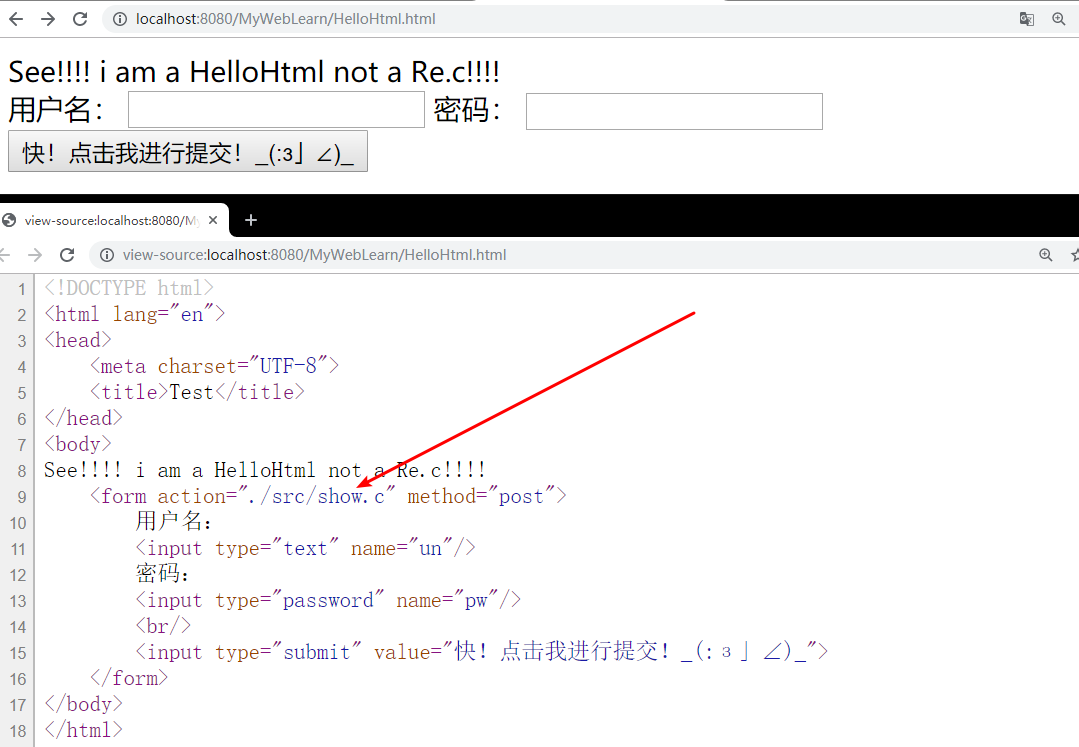 localhost:8080/MyWebLearn/HelloHtml.html
See!!!! i am a HelloHtml not a Re.c!!!!
用户名： 密码：
快！点击我进行提交！_(:3」∠)_
view-source:localhost:8080/My
view-source:localhost:8080/MyWebLearn/HelloHtml.html
1 <!DOCTYPE html>
2 <html lang="en">
3 <head>
4 <meta charset="UTF-8">
5 <title>Test</title>
6 </head>
7 <body>
8 See!!!! i am a HelloHtml not a Re.c!!!!
9 <form action="./src/show.c" method="post">
10 用户名：
11 <input type="text" name="un"/>
12 密码：
13 <input type="password" name="pw"/>
14 <br/>
15 <input type="submit" value="快！点击我进行提交！_(:3」∠)_">
16 </form>
17 </body>
18 </html>